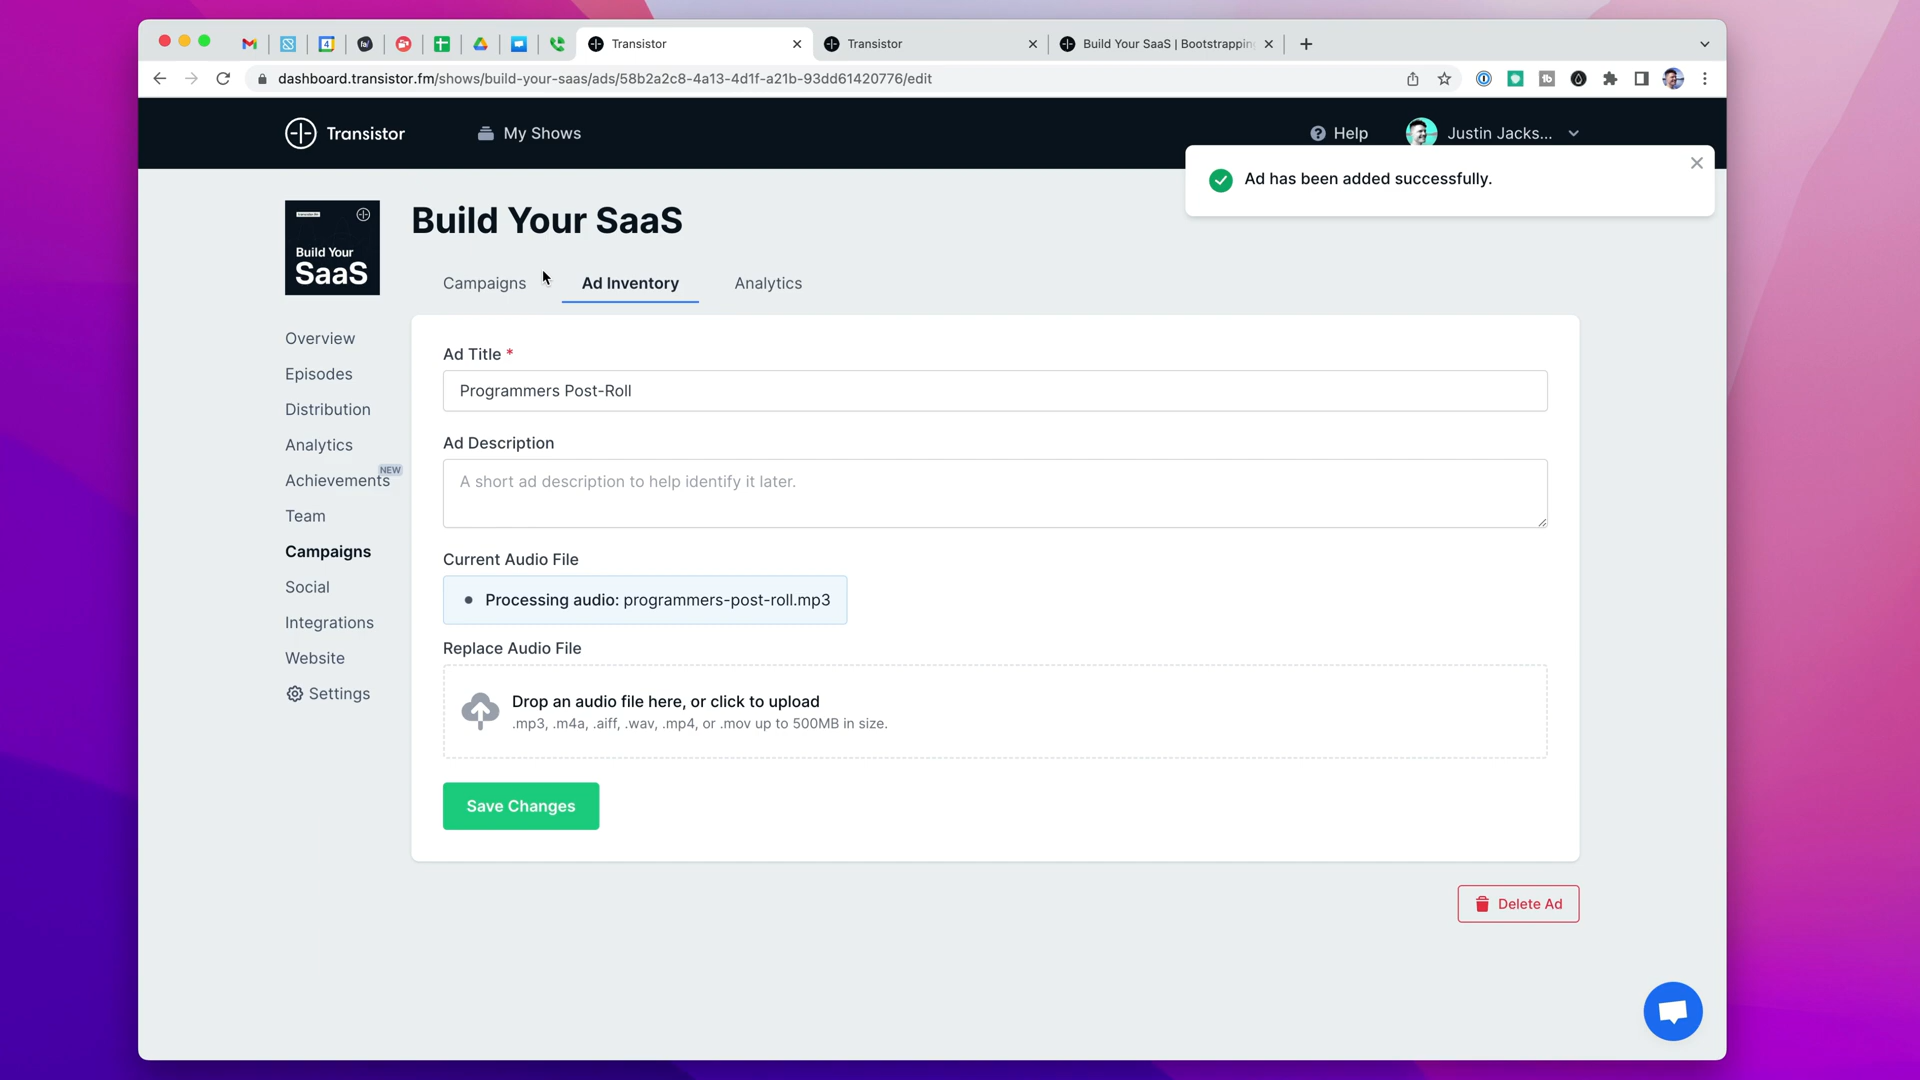 Transistor
Transistor
Build Your SaaS | Bootstrapping
dashboard.transistor.fm/shows/build-your-saas/ads/58b2a2c8-4a13-4d1f-a21b-93dd61420776/edit
Transistor
My Shows
Help
Justin Jacks...
Ad has been added successfully.
Build Your
SaaS
Build Your SaaS
Campaigns
Ad Inventory
Analytics
Overview
Episodes
Distribution
Analytics
Achievements NEW
Team
Campaigns
Social
Integrations
Website
Settings
Ad Title *
Programmers Post-Roll
Ad Description
A short ad description to help identify it later.
Current Audio File
Processing audio: programmers-post-roll.mp3
Replace Audio File
Drop an audio file here, or click to upload
.mp3, .m4a, .aiff, .wav, .mp4, or .mov up to 500MB in size.
Save Changes
Delete Ad